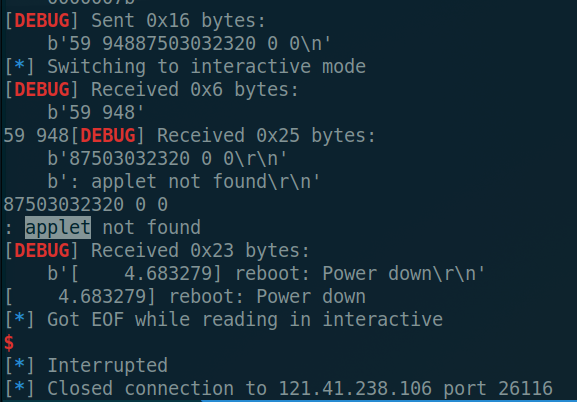 [DEBUG] Sent 0x16 bytes:
b'59 94887503032320 0 0\n'
[*] Switching to interactive mode
[DEBUG] Received 0x6 bytes:
b'59 948'
59 948[DEBUG] Received 0x25 bytes:
b'87503032320 0 0\r\n'
b': applet not found\r\n'
87503032320 0 0
: applet not found
[DEBUG] Received 0x23 bytes:
b'[    4.683279] reboot: Power down\r\n'
[    4.683279] reboot: Power down
[*] Got EOF while reading in interactive
$
[*] Interrupted
[*] Closed connection to 121.41.238.106 port 26116